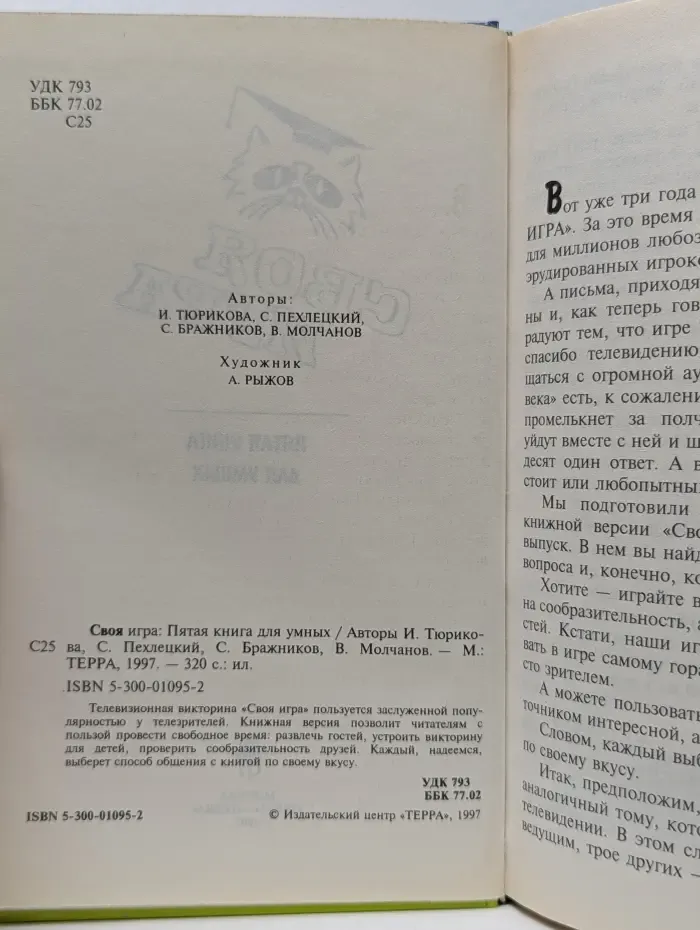 УДК 793
ББК 77.02
С25
Авторы:
И. ТЮРИКОВА, С. ПЕХЛЕЦКИЙ,
С. БРАЖНИКОВ, В. МОЛЧАНОВ
Художник
А. РЫЖОВ
СВОЯ
ИГРА
ПЯТАЯ КНИГА
ДЛЯ УМНЫХ
Своя игра: Пятая книга для умных / Авторы И. Тюрико-
С25 ва, С. Пехлецкий, С. Бражников, В. Молчанов. — М.:
ТЕРРА, 1997. — 320 с.: ил.
ISBN 5-300-01095-2
Телевизионная викторина «Своя игра» пользуется заслуженной попу-
лярностью у телезрителей. Книжная версия позволит читателям с
пользой провести свободное время: развлечь гостей, устроить викторину
для детей, проверить сообразительность друзей. Каждый, надеемся,
выберет способ общения с книгой по своему вкусу.
УДК 793
ББК 77.02
ISBN 5-300-01095-2
© Издательский центр «ТЕРРА», 1997
Вот уже три года
ИГРА». За это время
для миллионов любоз
эрудированных игроко
А письма, приходя
ны и, как теперь гов
радуют тем, что игре
спасибо телевидению,
щаться с огромной ау
века» есть, к сожалени
промелькнет за полч
уйдут вместе с ней и ш
десят один ответ. А в
стоит или любопытны
Мы подготовили
книжной версии «Сво
выпуск. В нем вы найд
вопроса и, конечно, ко
Хотите — играйте в
на сообразительность, а
стей. Кстати, наши иг
вать в игре самому гора
сто зрителем.
А можете пользовать
точником интересной, а
Словом, каждый выб
по своему вкусу.
Итак, предположим,
аналогичный тому, кото
телевидении. В этом сл
ведущим, трое других —